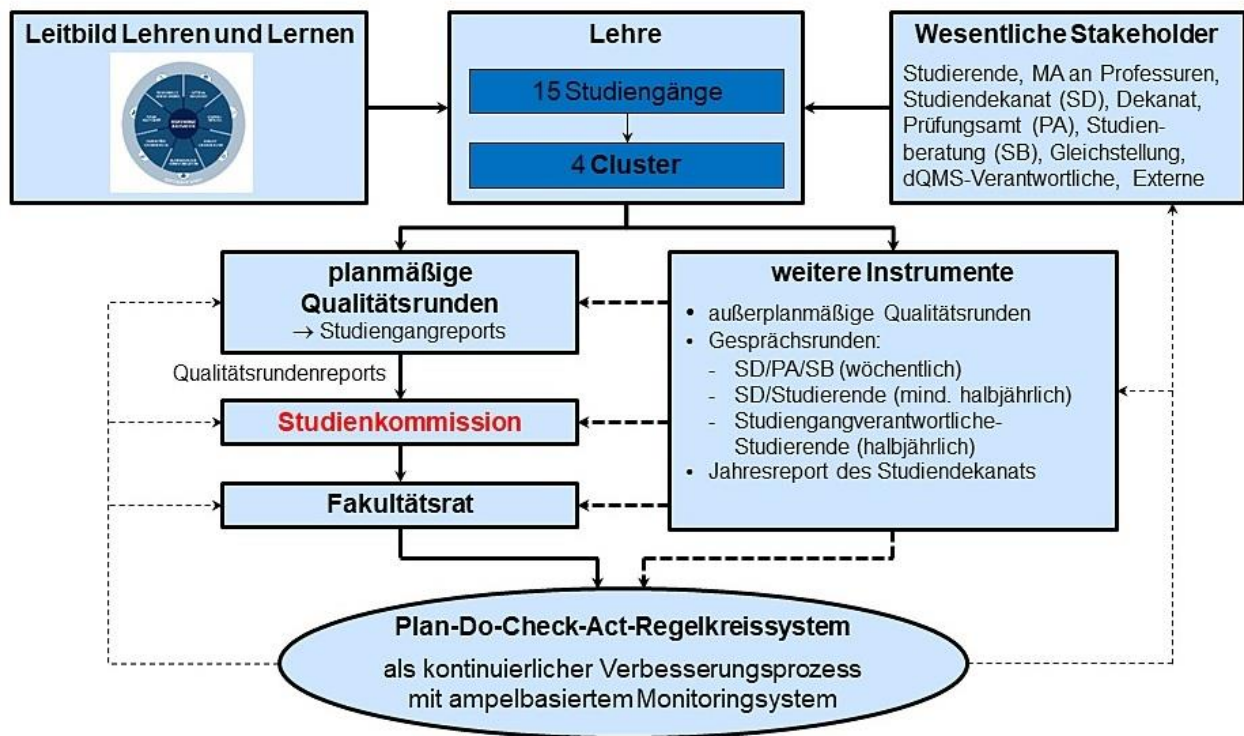 Leitbild Lehren und Lernen
Lehre
15 Studiengänge
4 Cluster
Wesentliche Stakeholder
Studierende, MA an Professuren,
Studiendekanat (SD), Dekanat,
Prüfungsamt (PA), Studien-
beratung (SB), Gleichstellung,
dQMS-Verantwortliche, Externe
planmäßige
Qualitätsrunden
→ Studiengangreports
Qualitätsrundenreports
Studienkommission
Fakultätsrat
weitere Instrumente
• außerplanmäßige Qualitätsrunden
• Gesprächsrunden:
- SD/PA/SB (wöchentlich)
- SD/Studierende (mind. halbjährlich)
- Studiengangverantwortliche-
Studierende (halbjährlich)
• Jahresreport des Studiendekanats
Plan-Do-Check-Act-Regelkreissystem
als kontinuierlicher Verbesserungsprozess
mit ampelbasiertem Monitoringsystem